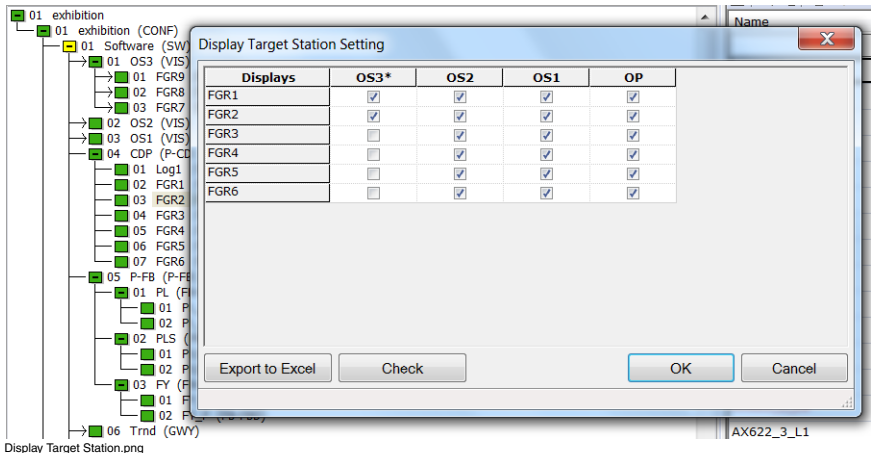 01 exhibition
01 exhibition (CONF)
01 Software (SW)
01 OS3 (VIS)
01 FGR9
02 FGR8
03 FGR7
02 OS2 (VIS)
03 OS1 (VIS)
04 CDP (P-CD
01 Log1
02 FGR1
03 FGR2
04 FGR3
05 FGR4
06 FGR5
07 FGR6
05 P-FB (P-FB
01 PL (F
01 P
02 P
02 PLS (
01 P
02 P
03 FY (F
01 F
02
06 Trnd (GWY)
Name
Display Target Station Setting
Displays OS3* OS2 OS1 OP
FGR1
FGR2
FGR3
FGR4
FGR5
FGR6
Export to Excel Check OK Cancel
AX622_3_L1
Display Target Station.png